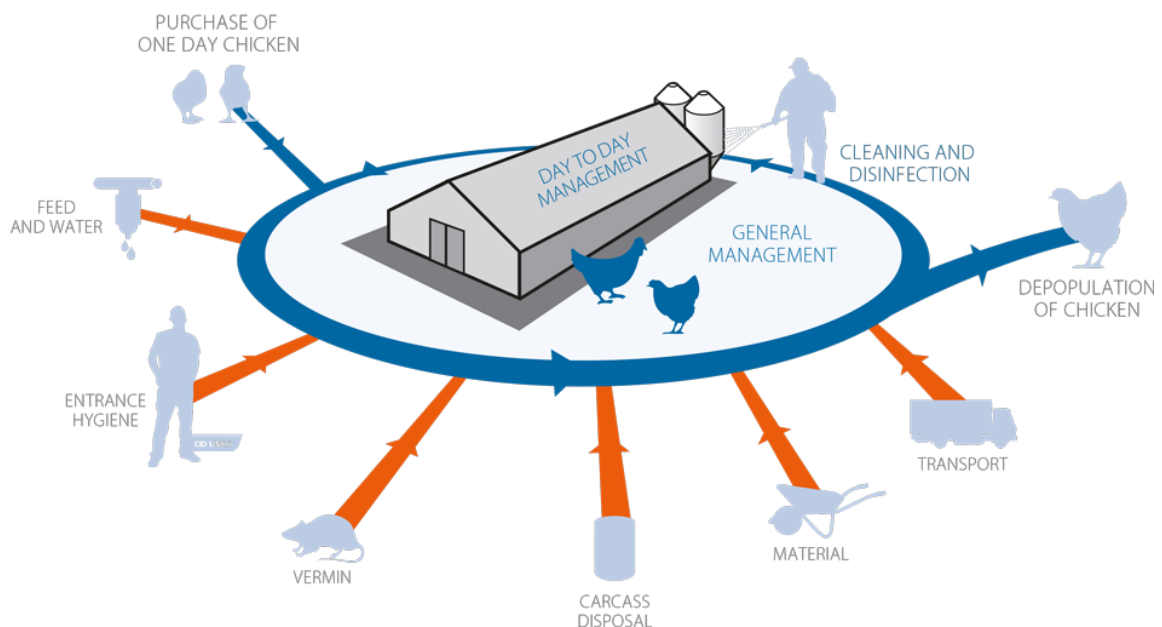 PURCHASE OF
ONE DAY CHICKEN
DAY TO DAY
MANAGEMENT
CLEANING AND
DISINFECTION
FEED
AND WATER
GENERAL
MANAGEMENT
DEPOPULATION
OF CHICKEN
ENTRANCE
HYGIENE
TRANSPORT
VERMIN
MATERIAL
CARCASS
DISPOSAL